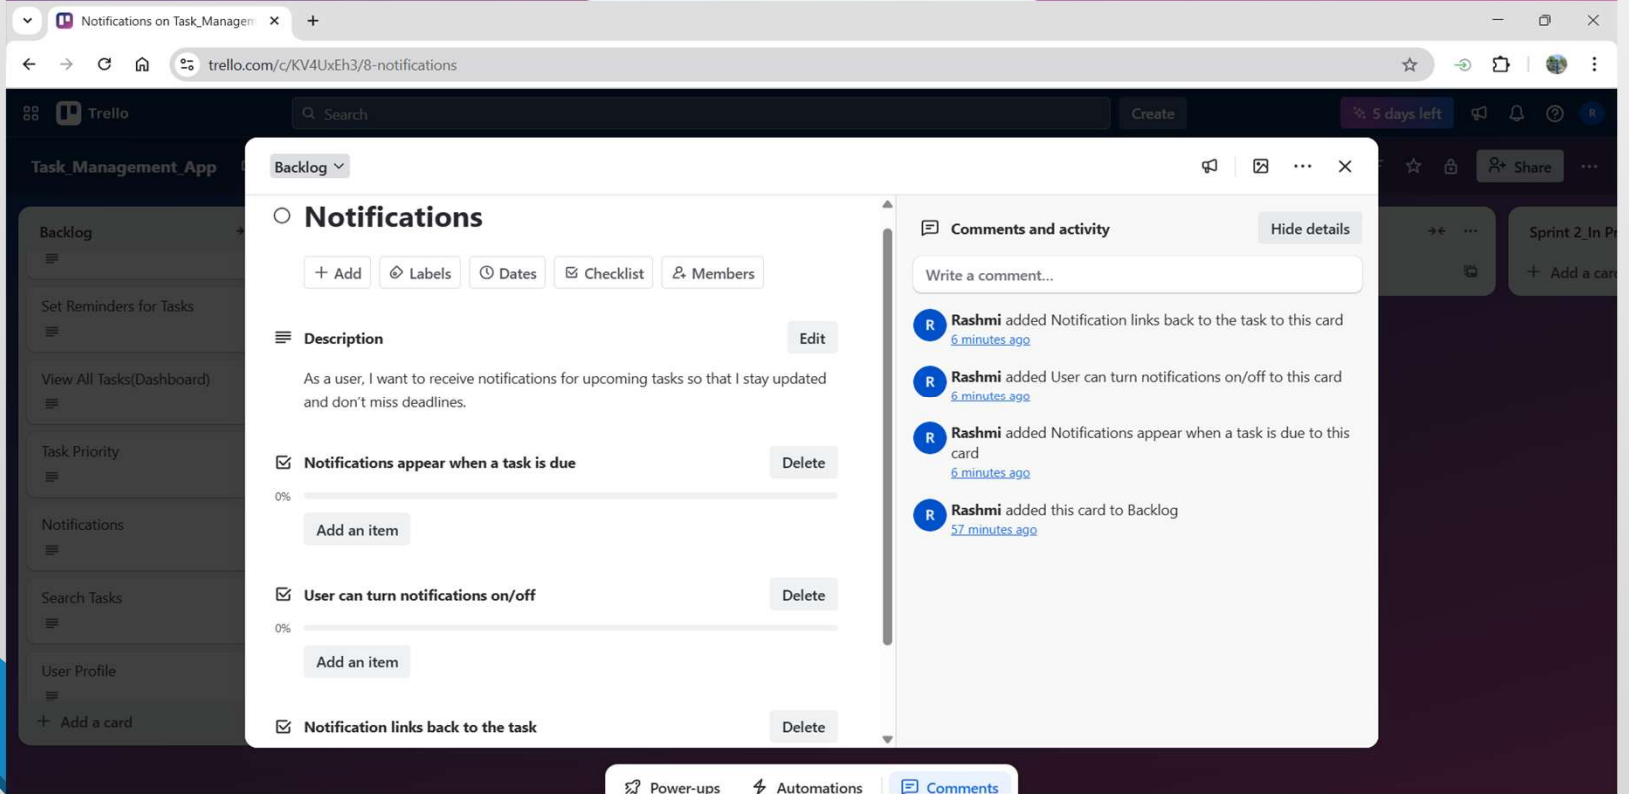 Notifications on Task_Managem
trello.com/c/KV4UxEh3/8-notifications
Trello
Search
Create
5 days left
R
Task_Management_App
Share
Backlog
Set Reminders for Tasks
View All Tasks(Dashboard)
Task Priority
Notifications
Search Tasks
User Profile
+ Add a card
Backlog
Notifications
+ Add
Labels
Dates
Checklist
Members
Description
Edit
As a user, I want to receive notifications for upcoming tasks so that I stay updated
and don't miss deadlines.
Notifications appear when a task is due
Delete
0%
Add an item
User can turn notifications on/off
Delete
0%
Add an item
Notification links back to the task
Delete
Comments and activity
Hide details
Write a comment...
R
Rashmi added Notification links back to the task to this card
6 minutes ago
R
Rashmi added User can turn notifications on/off to this card
6 minutes ago
R
Rashmi added Notifications appear when a task is due to this
card
6 minutes ago
R
Rashmi added this card to Backlog
57 minutes ago
Sprint 2_In Pr
+ Add a card
Power-ups
Automations
Comments